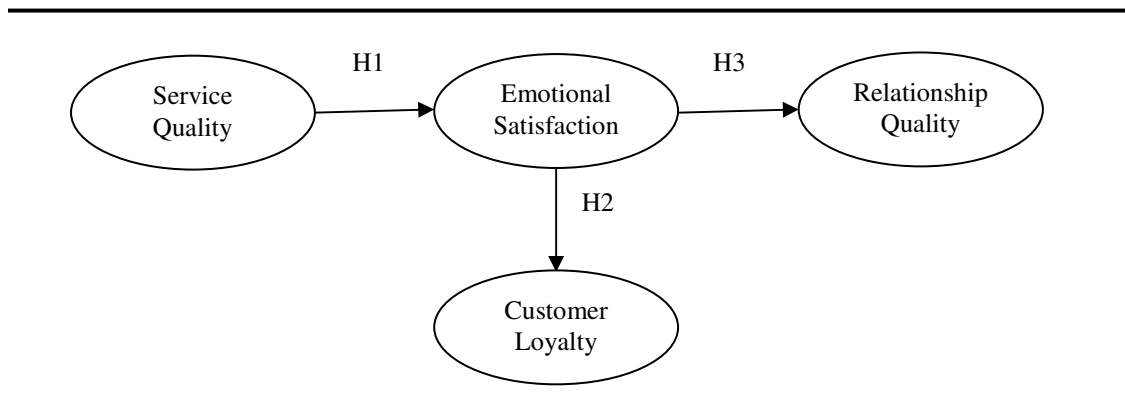 H1
H3
Service
Quality
Emotional
Satisfaction
Relationship
Quality
H2
Customer
Loyalty